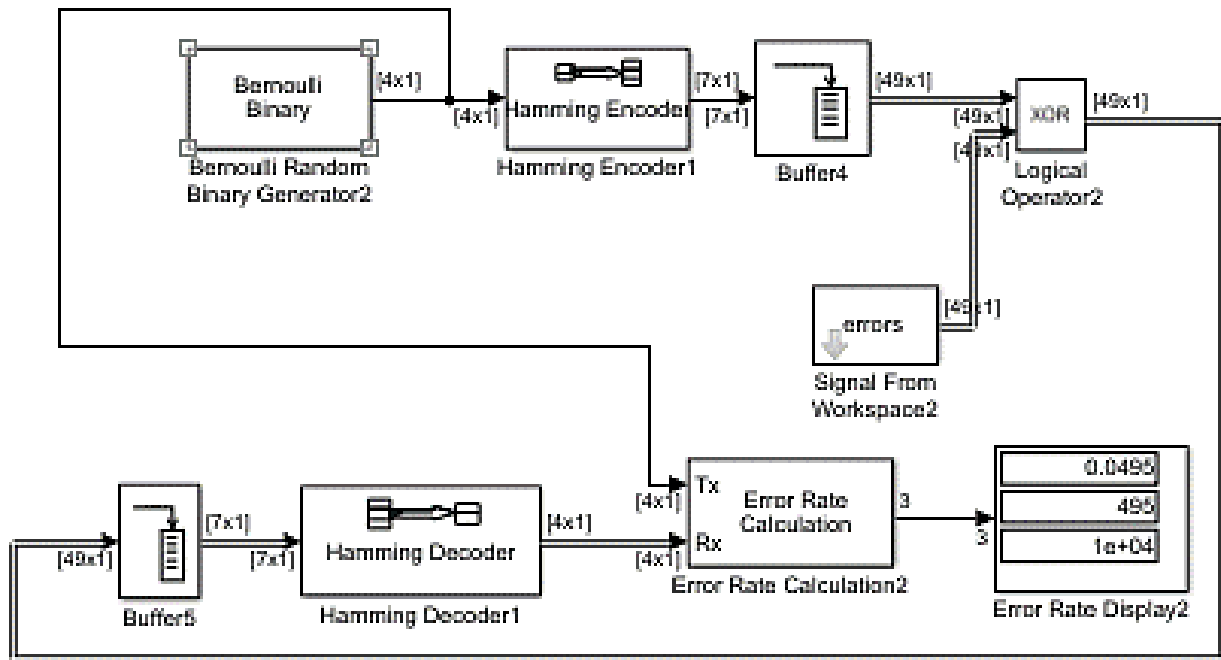 Bernoulli
Binary
Bernoulli Random
Binary Generator2
[4x1]
[4x1]
Hamming Encoder
Hamming Encoder1
[7x1]
[7x1]
Buffer4
[49x1]
[49x1]
[49x1]
XOR
[49x1]
Logical
Operator2
errors
[49x1]
Signal From
Workspace2
[49x1]
Buffer5
[7x1]
[7x1]
Hamming Decoder
Hamming Decoder1
[4x1]
[4x1]
[4x1]
Tx
Rx
Error Rate
Calculation
Error Rate Calculation2
3
3
0.0495
495
1e+04
Error Rate Display2